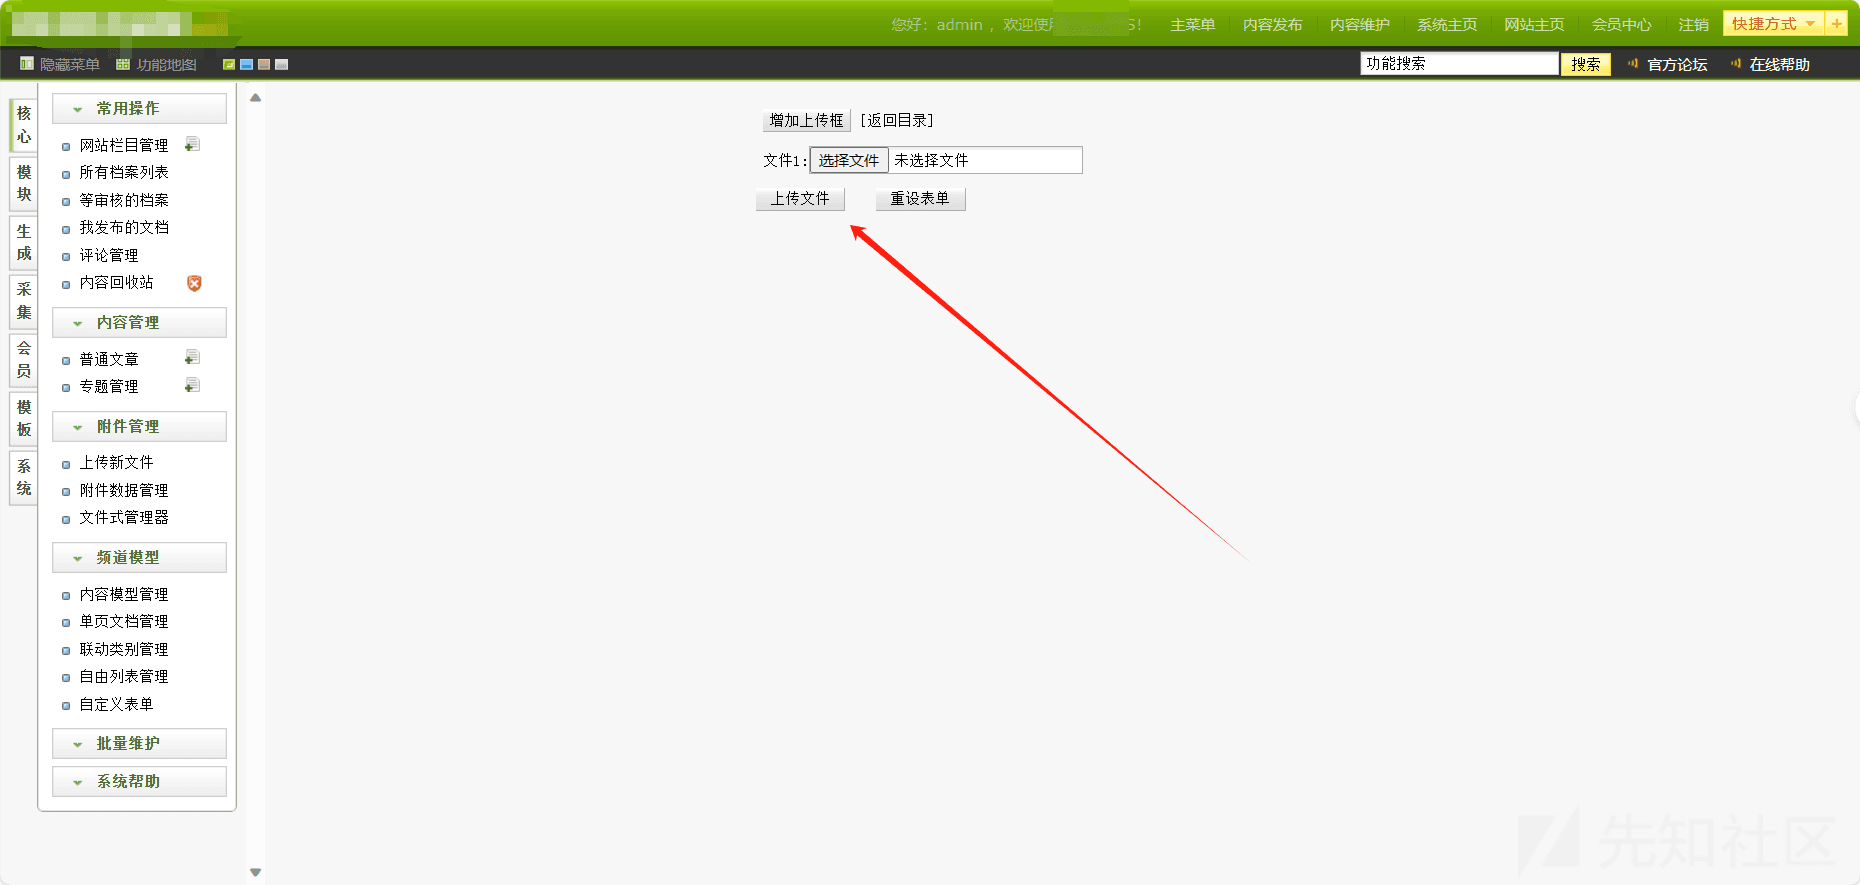 您好：admin ，欢迎使用
S!
主菜单
内容发布
内容维护
系统主页
网站主页
会员中心
注销
快捷方式
+
隐藏菜单
功能地图
功能搜索
搜索
官方论坛
在线帮助
核心
模块
生成
采集
会员
模板
系统
常用操作
网站栏目管理
所有档案列表
等审核的档案
我发布的文档
评论管理
内容回收站
内容管理
普通文章
专题管理
附件管理
上传新文件
附件数据管理
文件式管理器
频道模型
内容模型管理
单页文档管理
联动类别管理
自由列表管理
自定义表单
批量维护
系统帮助
增加上传框 [返回目录]
文件1: 选择文件 未选择文件
上传文件 重设表单
先知社区